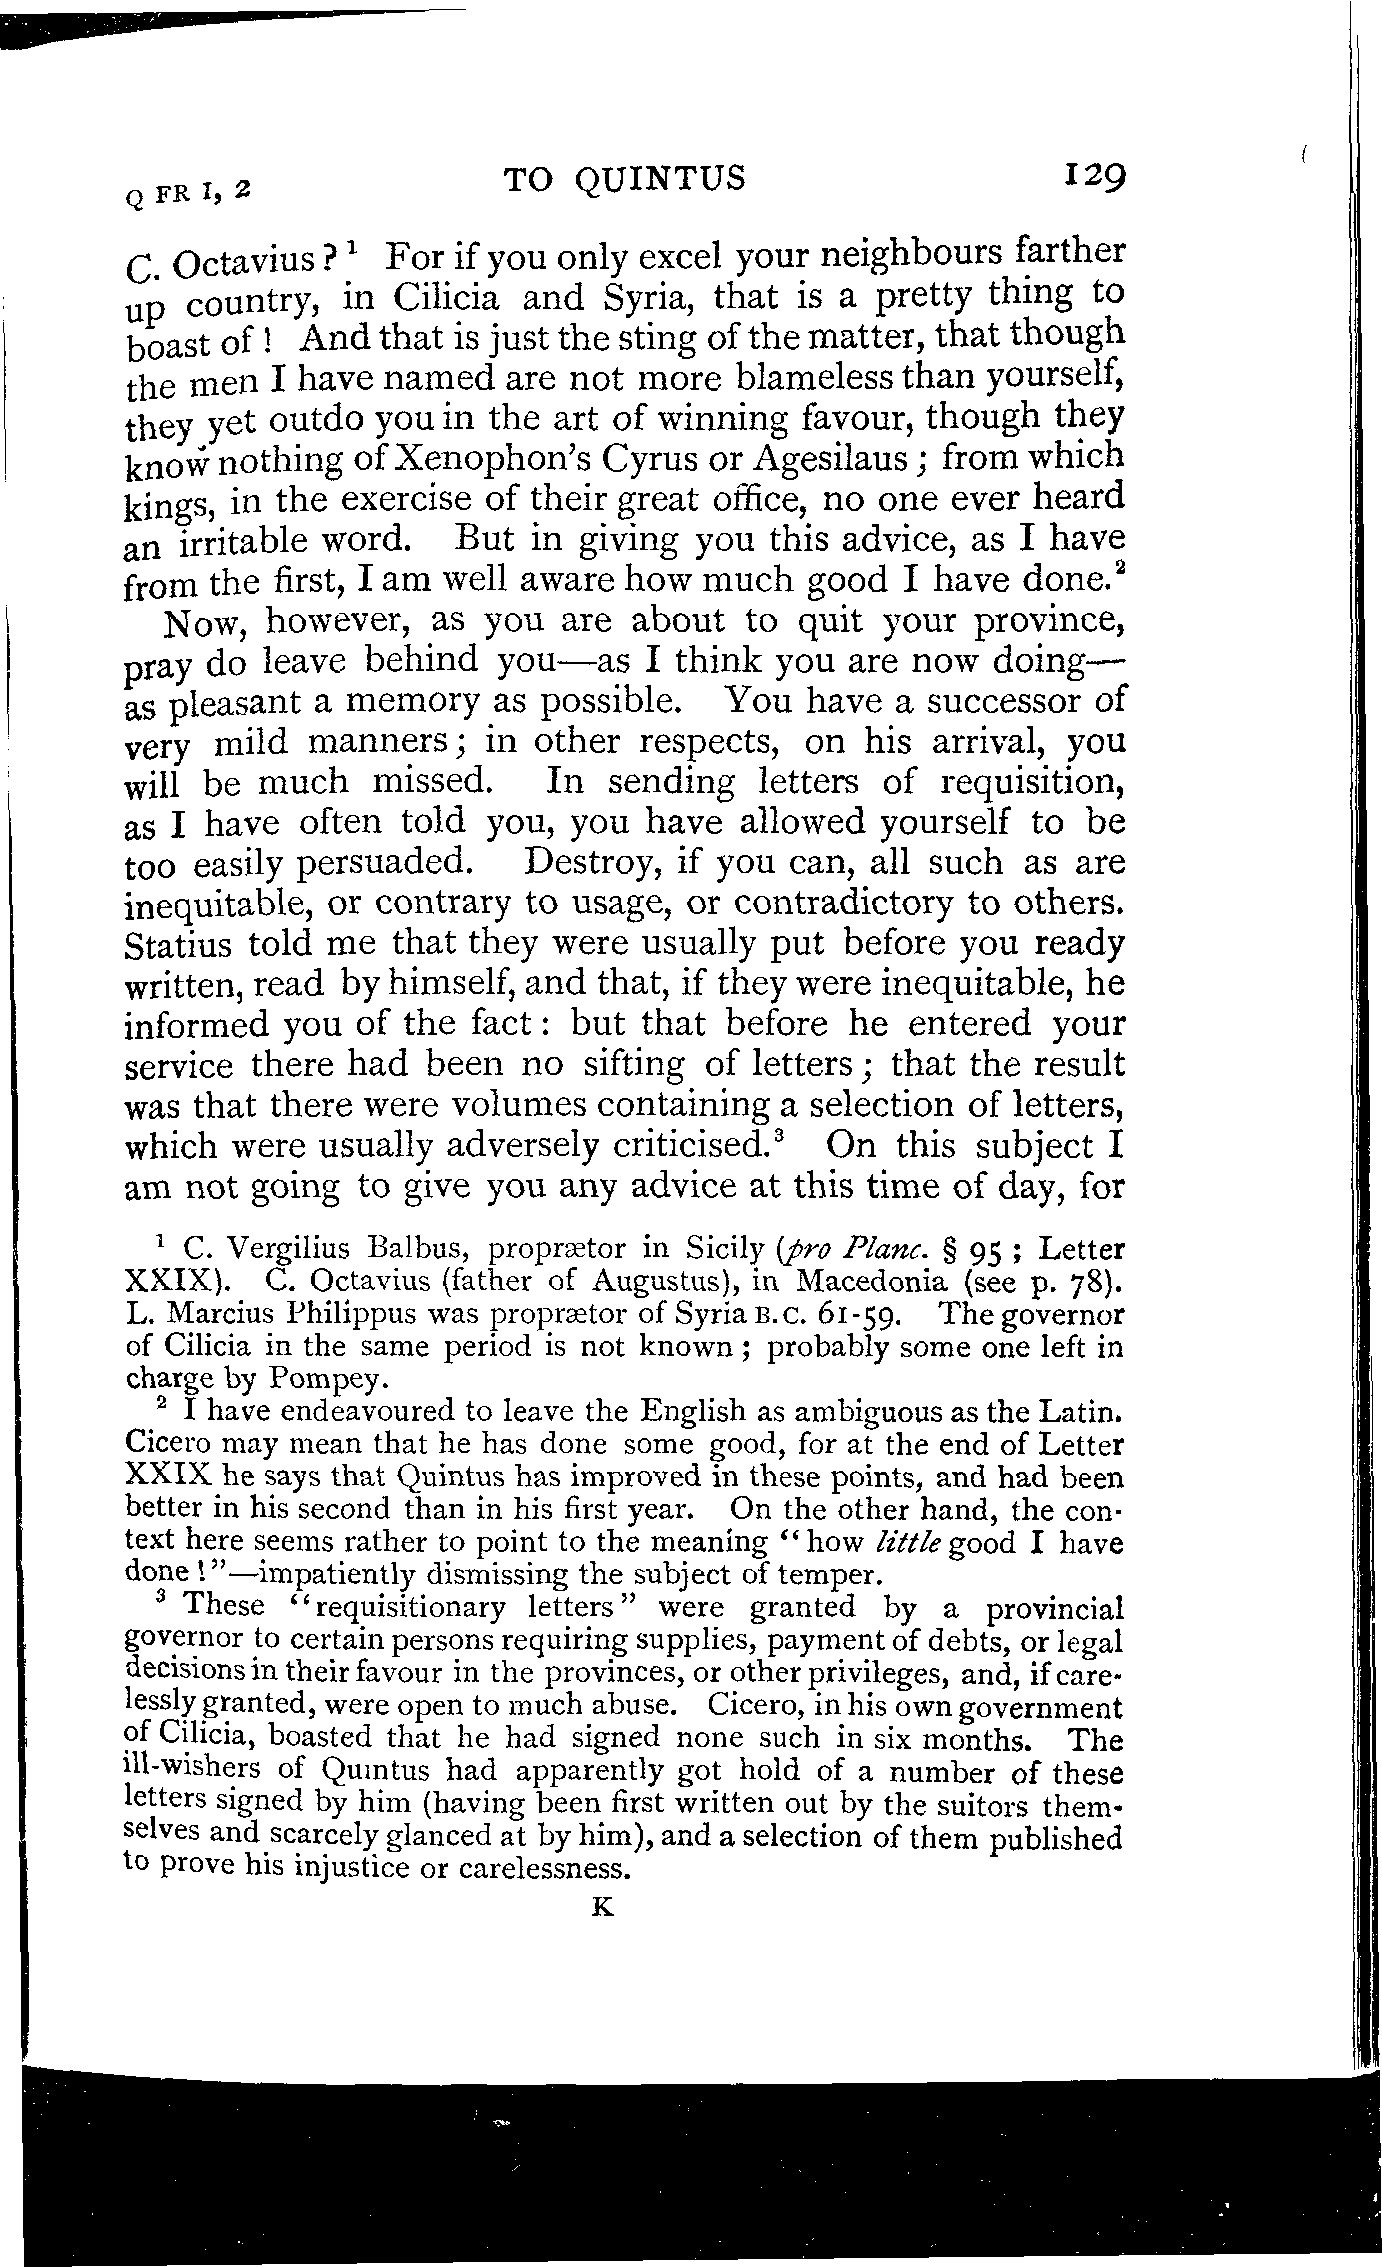 Q FR I, 2 TO QUINTUS 129
C. Octavius?¹ For if you only excel your neighbours farther
up country, in Cilicia and Syria, that is a pretty thing to
boast of! And that is just the sting of the matter, that though
the men I have named are not more blameless than yourself,
they yet outdo you in the art of winning favour, though they
know nothing of Xenophon's Cyrus or Agesilaus; from which
kings, in the exercise of their great office, no one ever heard
an irritable word. But in giving you this advice, as I have
from the first, I am well aware how much good I have done.²
Now, however, as you are about to quit your province,
pray do leave behind you—as I think you are now doing—
as pleasant a memory as possible. You have a successor of
very mild manners; in other respects, on his arrival, you
will be much missed. In sending letters of requisition,
as I have often told you, you have allowed yourself to be
too easily persuaded. Destroy, if you can, all such as are
inequitable, or contrary to usage, or contradictory to others.
Statius told me that they were usually put before you ready
written, read by himself, and that, if they were inequitable, he
informed you of the fact: but that before he entered your
service there had been no sifting of letters; that the result
was that there were volumes containing a selection of letters,
which were usually adversely criticised.³ On this subject I
am not going to give you any advice at this time of day, for
¹ C. Vergilius Balbus, proprætor in Sicily (pro Planc. § 95; Letter
XXIX). C. Octavius (father of Augustus), in Macedonia (see p. 78).
L. Marcius Philippus was proprætor of Syria B.C. 61-59. The governor
of Cilicia in the same period is not known; probably some one left in
charge by Pompey.
² I have endeavoured to leave the English as ambiguous as the Latin.
Cicero may mean that he has done some good, for at the end of Letter
XXIX he says that Quintus has improved in these points, and had been
better in his second than in his first year. On the other hand, the con-
text here seems rather to point to the meaning "how little good I have
done!"—impatiently dismissing the subject of temper.
³ These "requisitionary letters" were granted by a provincial
governor to certain persons requiring supplies, payment of debts, or legal
decisions in their favour in the provinces, or other privileges, and, if care-
lessly granted, were open to much abuse. Cicero, in his own government
of Cilicia, boasted that he had signed none such in six months. The
ill-wishers of Quintus had apparently got hold of a number of these
letters signed by him (having been first written out by the suitors them-
selves and scarcely glanced at by him), and a selection of them published
to prove his injustice or carelessness.
K